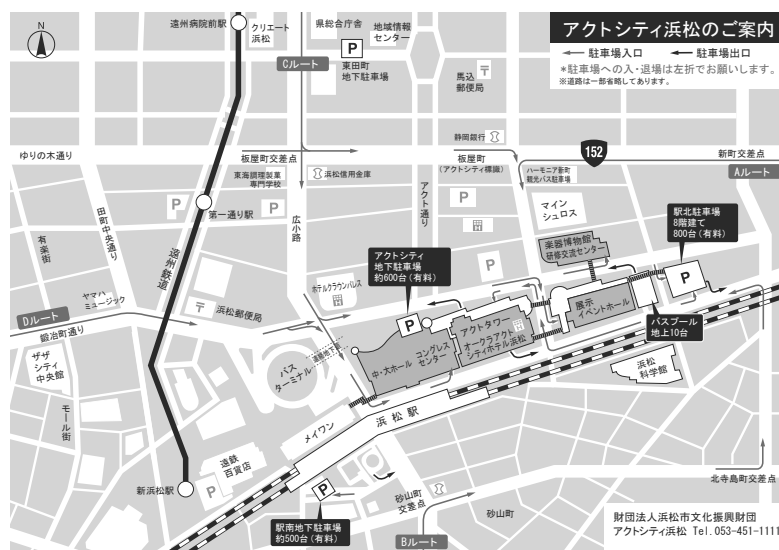 アクトシティ浜松のご案内
駐車場入口
駐車場出口
*駐車場への入・退場は左折でお願いします。
※道路は一部省略してあります。
N
遠州病院前駅
クリエート
浜松
県総合庁舎
地域情報
センター
P
東田町
地下駐車場
Cルート
馬込
郵便局
静岡銀行
152
ゆりの木通り
板屋町交差点
板屋町
(アクトシティ標識)
新町交差点
Aルート
東海調理製菓
専門学校
浜松信用金庫
ハーモニア新町
観光バス駐車場
P
第一通り駅
田町中央通り
有楽街
遠州鉄道
広小路
アクト通り
P
P
マイン
シュロス
楽器博物館
研修交流センター
駅北駐車場
8階建て
800台(有料)
P
アクトシティ
地下駐車場
約600台(有料)
P
P
ホテルクラウンパレス
ヤマハ
ミュージック
浜松郵便局
Dルート
鍛冶町通り
展示
イベントホール
バスプール
地上10台
アクトタワー
オークラアクト
シティホテル浜松
コングレス
センター
中・大ホール
遠鉄地下道
バス
ターミナル
ザザ
シティ
中央館
モール街
浜松
科学館
浜松駅
メイワン
遠鉄
百貨店
P
新浜松駅
P
駅南地下駐車場
約500台(有料)
砂山町
交差点
砂山町
Bルート
北寺島町交差点
財団法人浜松市文化振興財団
アクトシティ浜松 Tel.053-451-1111